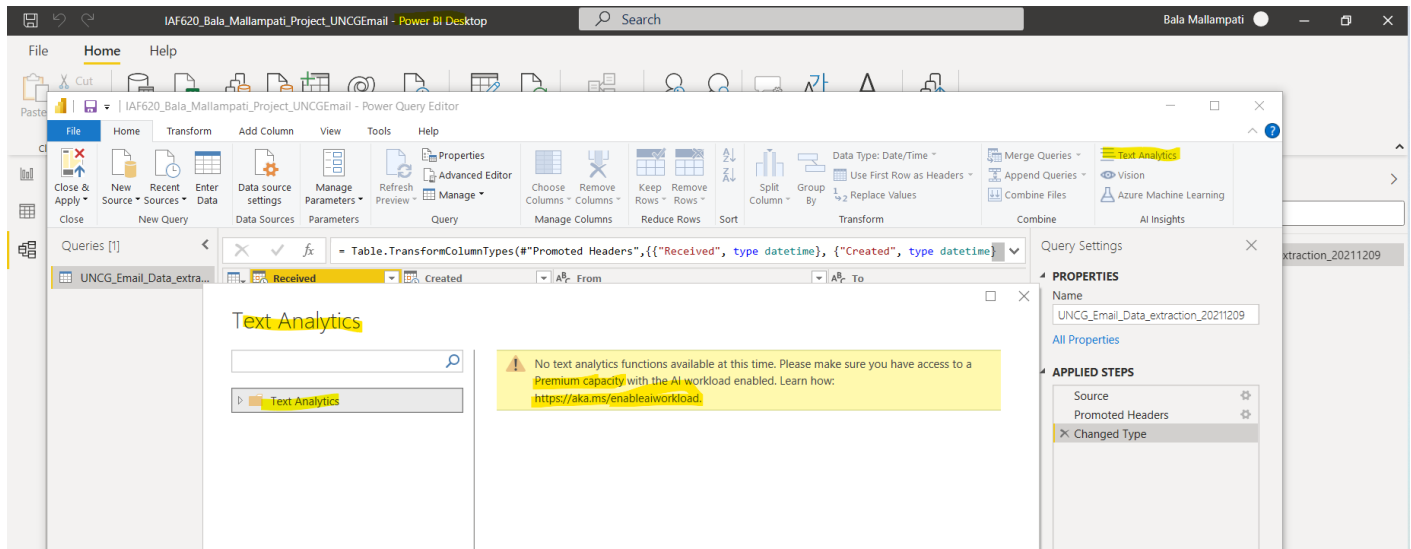 IAF620_Bala_Mallampati_Project_UNCGEmail - Power BI Desktop
Search
Bala Mallampati
File Home Help
Cut
Paste
IAF620_Bala_Mallampati_Project_UNCGEmail - Power Query Editor
File Home Transform Add Column View Tools Help
Close & Apply
New Source
Recent Sources
Enter Data
Data source settings
Manage Parameters
Refresh Preview
Properties
Advanced Editor
Manage
Choose Columns
Remove Columns
Keep Rows
Remove Rows
Split Column
Group By
Data Type: Date/Time
Use First Row as Headers
Replace Values
Merge Queries
Append Queries
Combine Files
Text Analytics
Vision
Azure Machine Learning
Close New Query Data Sources Parameters Query Manage Columns Reduce Rows Sort Transform Combine AI Insights
Queries [1]
fx = Table.TransformColumnTypes(#"Promoted Headers",{{"Received", type datetime}, {"Created", type datetime}
UNCG_Email_Data_extra...
Received Created From To
Text Analytics
Text Analytics
No text analytics functions available at this time. Please make sure you have access to a
Premium capacity with the AI workload enabled. Learn how:
https://aka.ms/enableaiworkload.
Query Settings
PROPERTIES
Name
UNCG_Email_Data_extraction_20211209
All Properties
APPLIED STEPS
Source
Promoted Headers
Changed Type
xtraction_20211209